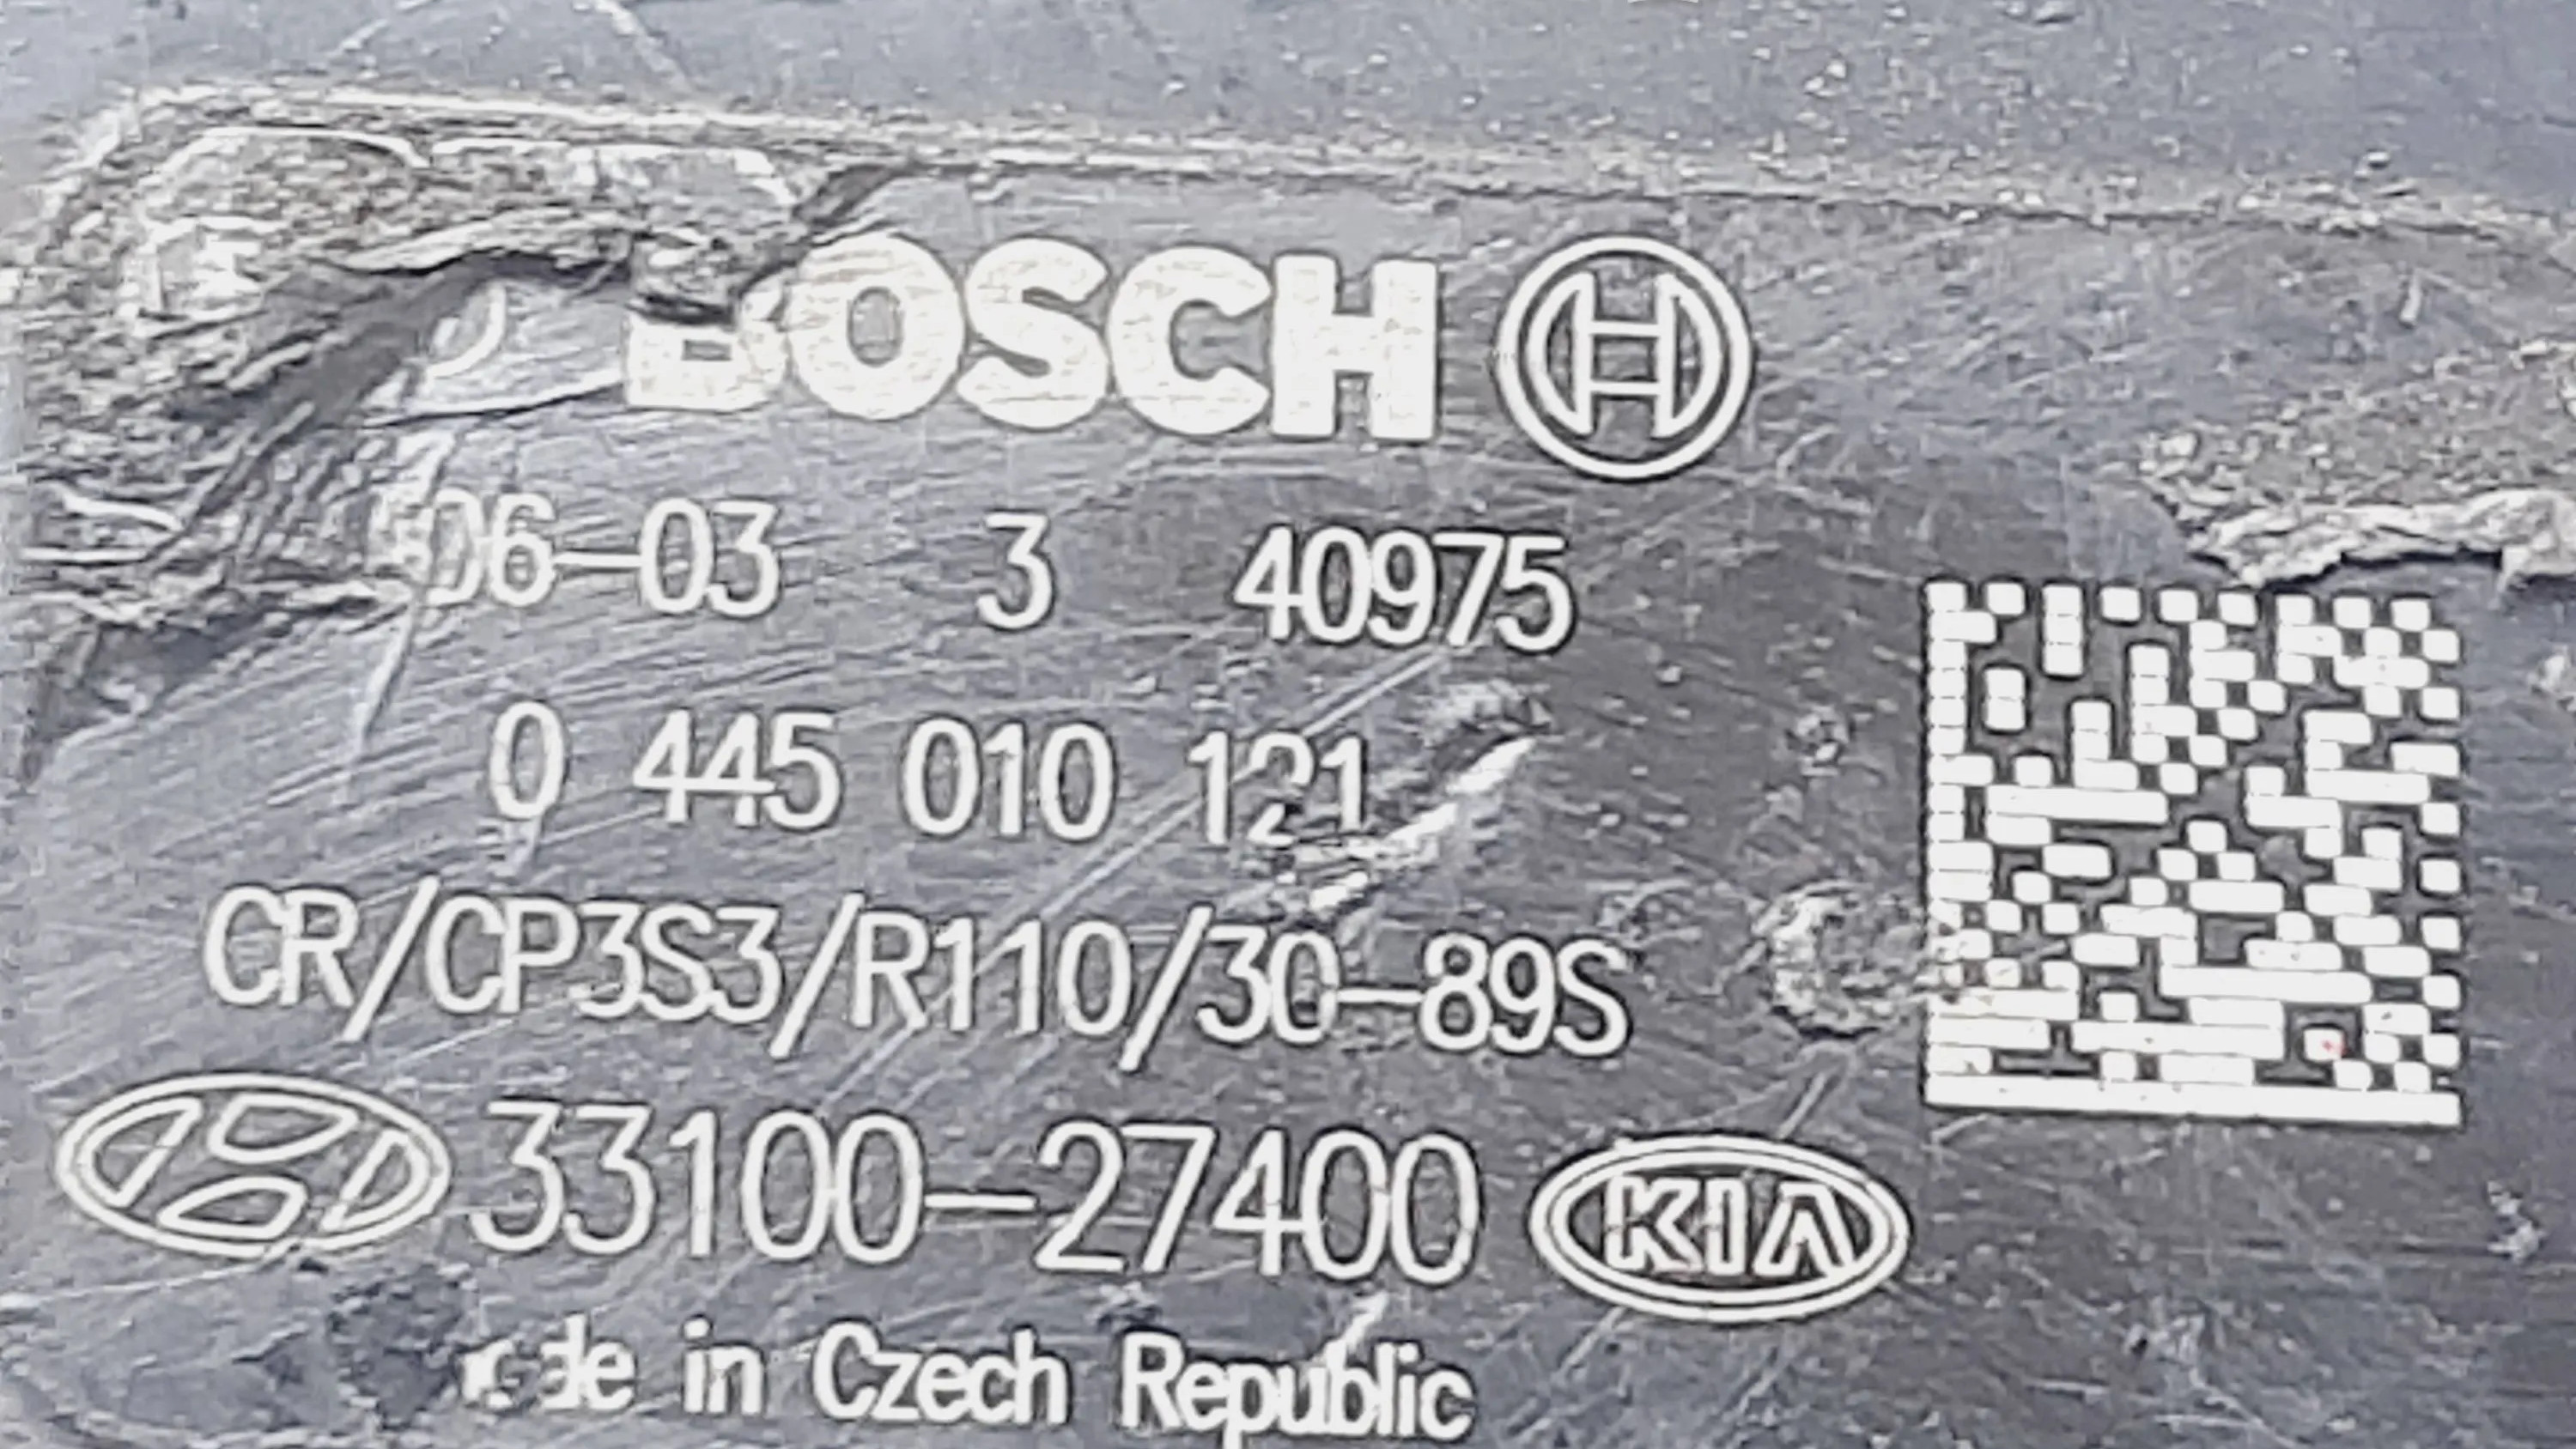 BOSCH
06-03 3 40975
0 445 010 121
CR/CP3S3/R110/30-89S
33100-27400 KIA
in Czech Republic